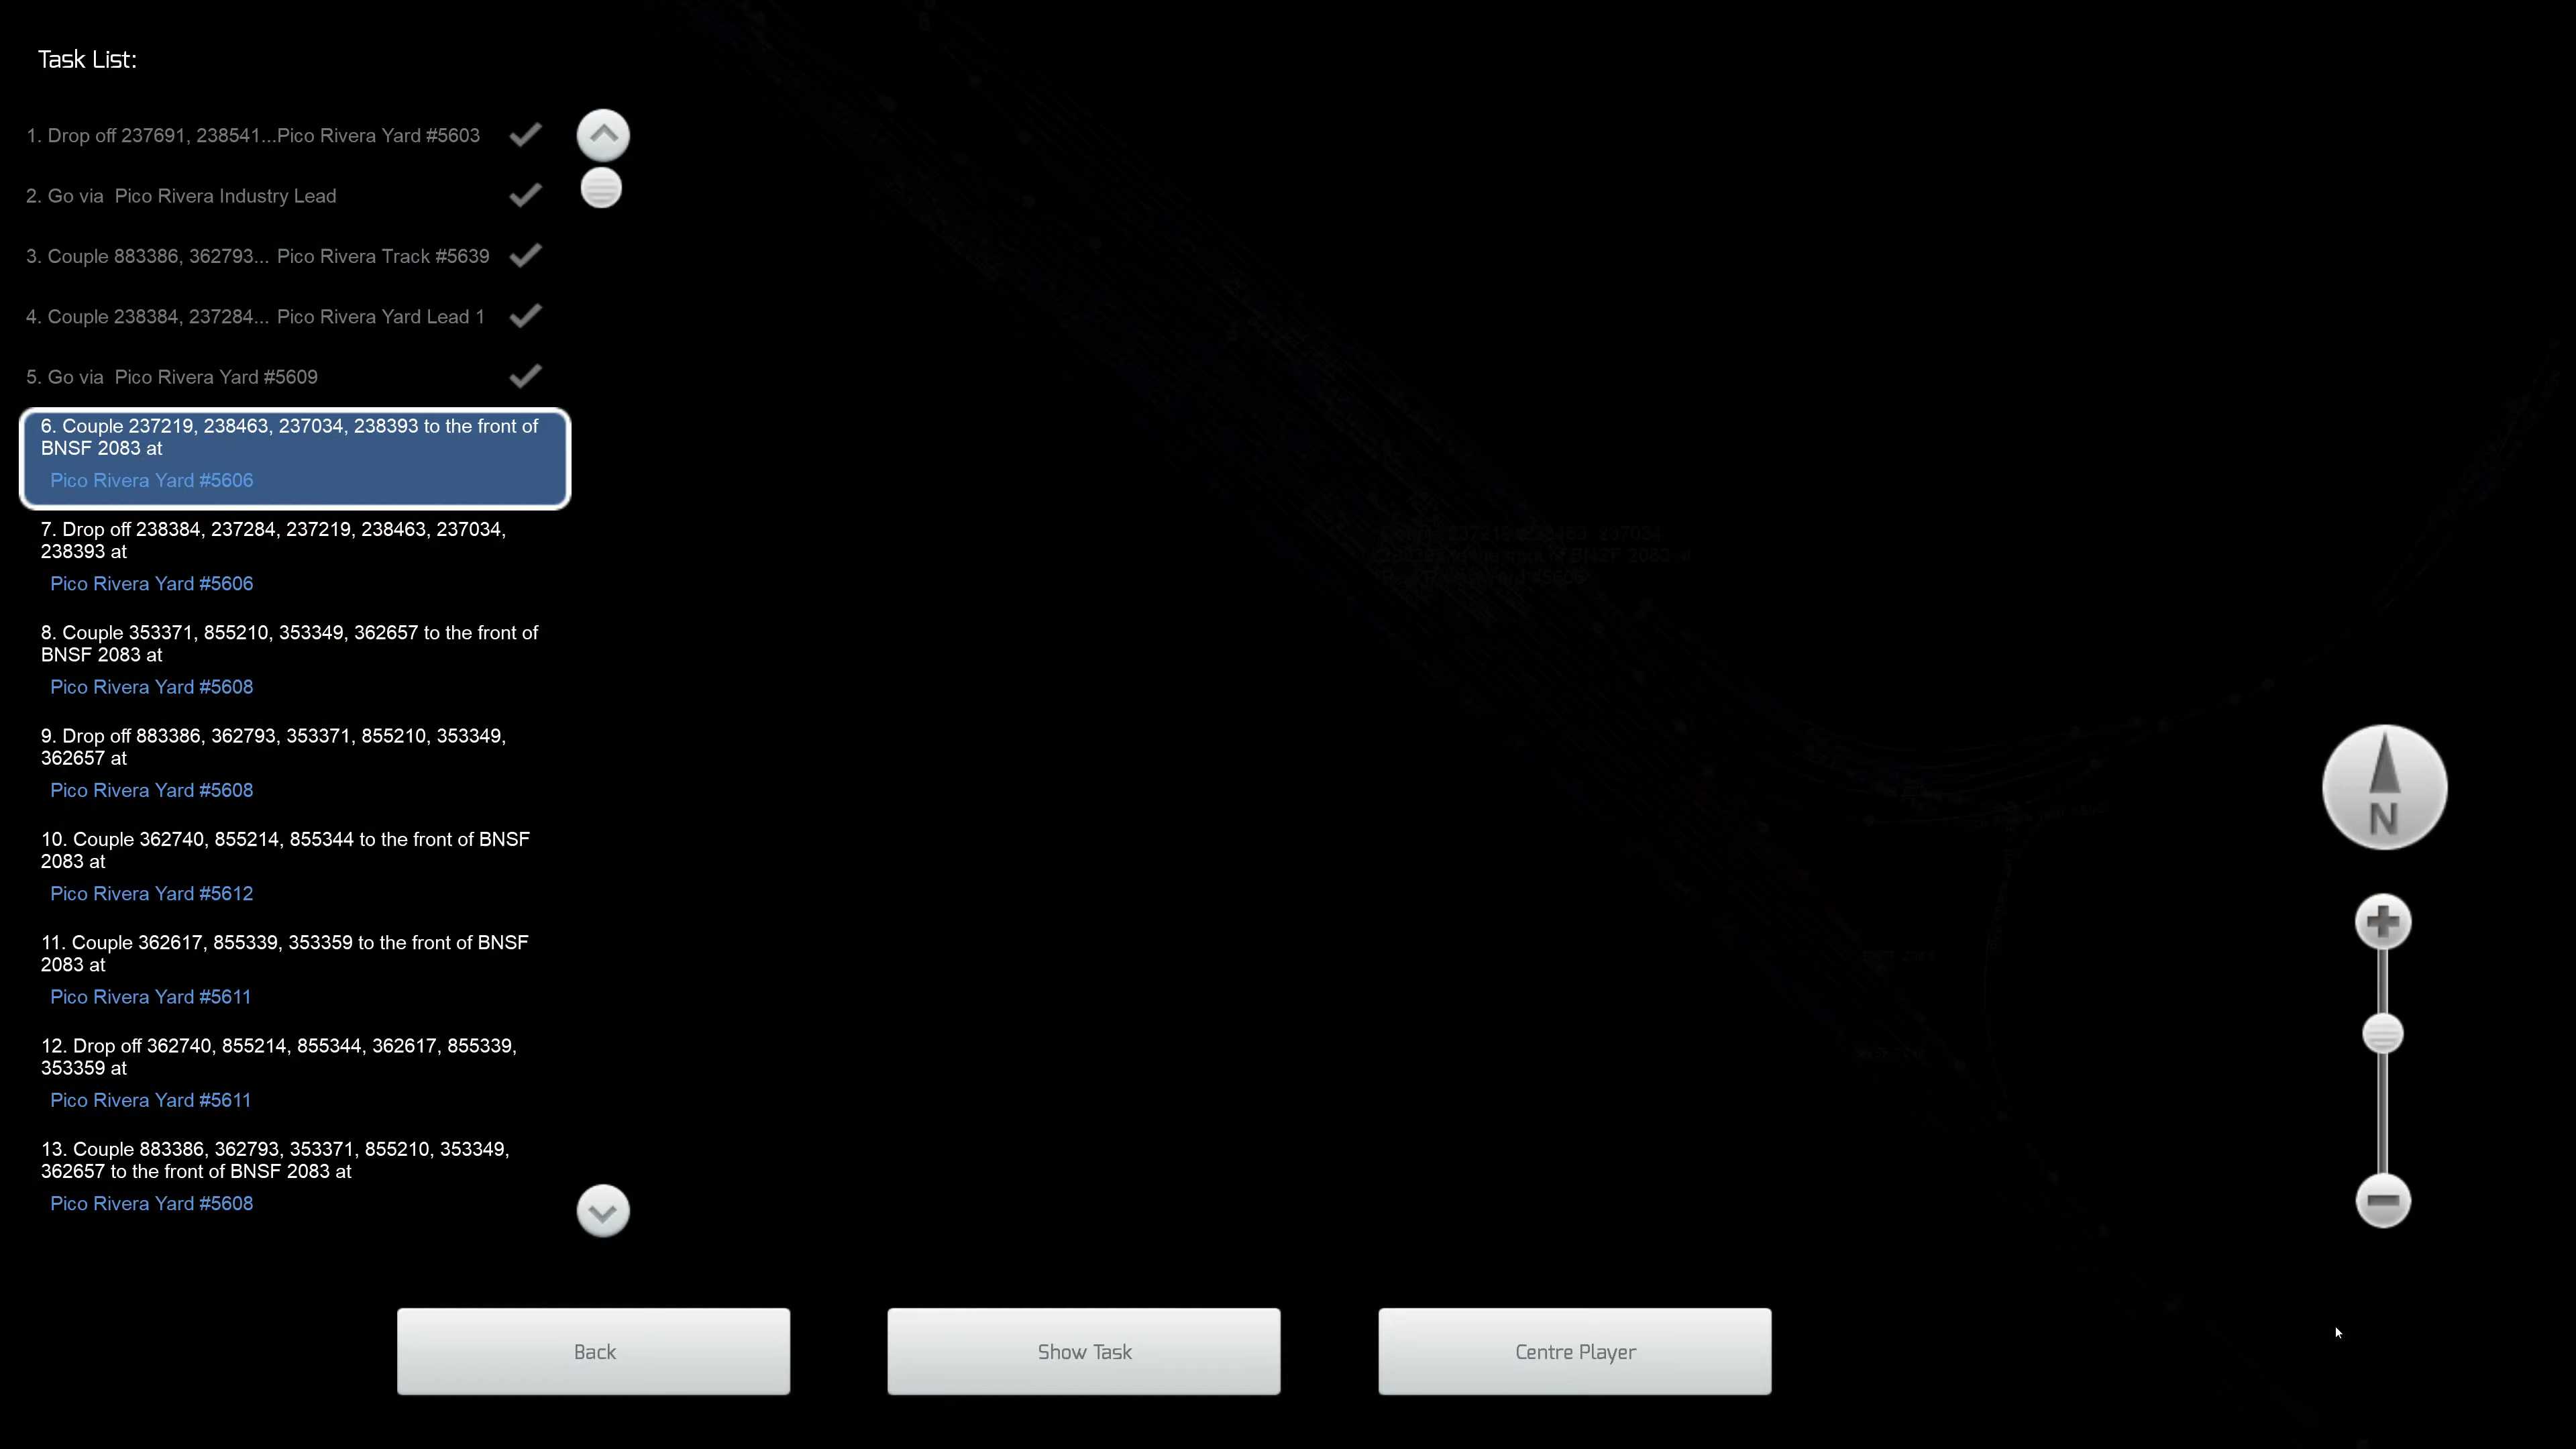 Task List:
1. Drop off 237691, 238541...Pico Rivera Yard #5603
2. Go via  Pico Rivera Industry Lead
3. Couple 883386, 362793... Pico Rivera Track #5639
4. Couple 238384, 237284... Pico Rivera Yard Lead 1
5. Go via  Pico Rivera Yard #5609
6. Couple 237219, 238463, 237034, 238393 to the front of
BNSF 2083 at
Pico Rivera Yard #5606
7. Drop off 238384, 237284, 237219, 238463, 237034,
238393 at
Pico Rivera Yard #5606
8. Couple 353371, 855210, 353349, 362657 to the front of
BNSF 2083 at
Pico Rivera Yard #5608
9. Drop off 883386, 362793, 353371, 855210, 353349,
362657 at
Pico Rivera Yard #5608
10. Couple 362740, 855214, 855344 to the front of BNSF
2083 at
Pico Rivera Yard #5612
11. Couple 362617, 855339, 353359 to the front of BNSF
2083 at
Pico Rivera Yard #5611
12. Drop off 362740, 855214, 855344, 362617, 855339,
353359 at
Pico Rivera Yard #5611
13. Couple 883386, 362793, 353371, 855210, 353349,
362657 to the front of BNSF 2083 at
Pico Rivera Yard #5608
N
Back
Show Task
Centre Player